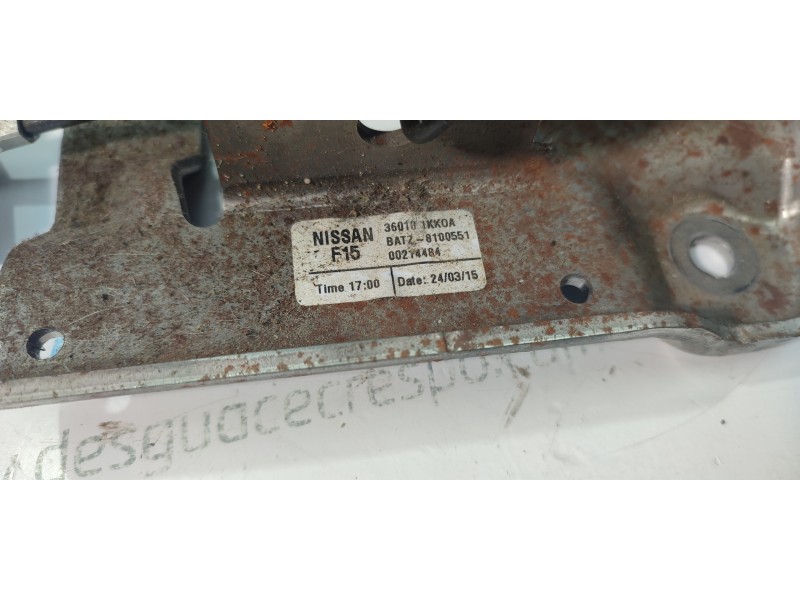 NISSAN
F15
36010 1KK0A
BATZ-8100551
00274484
Time 17:00
Date: 24/03/15
desguacecrespo.com